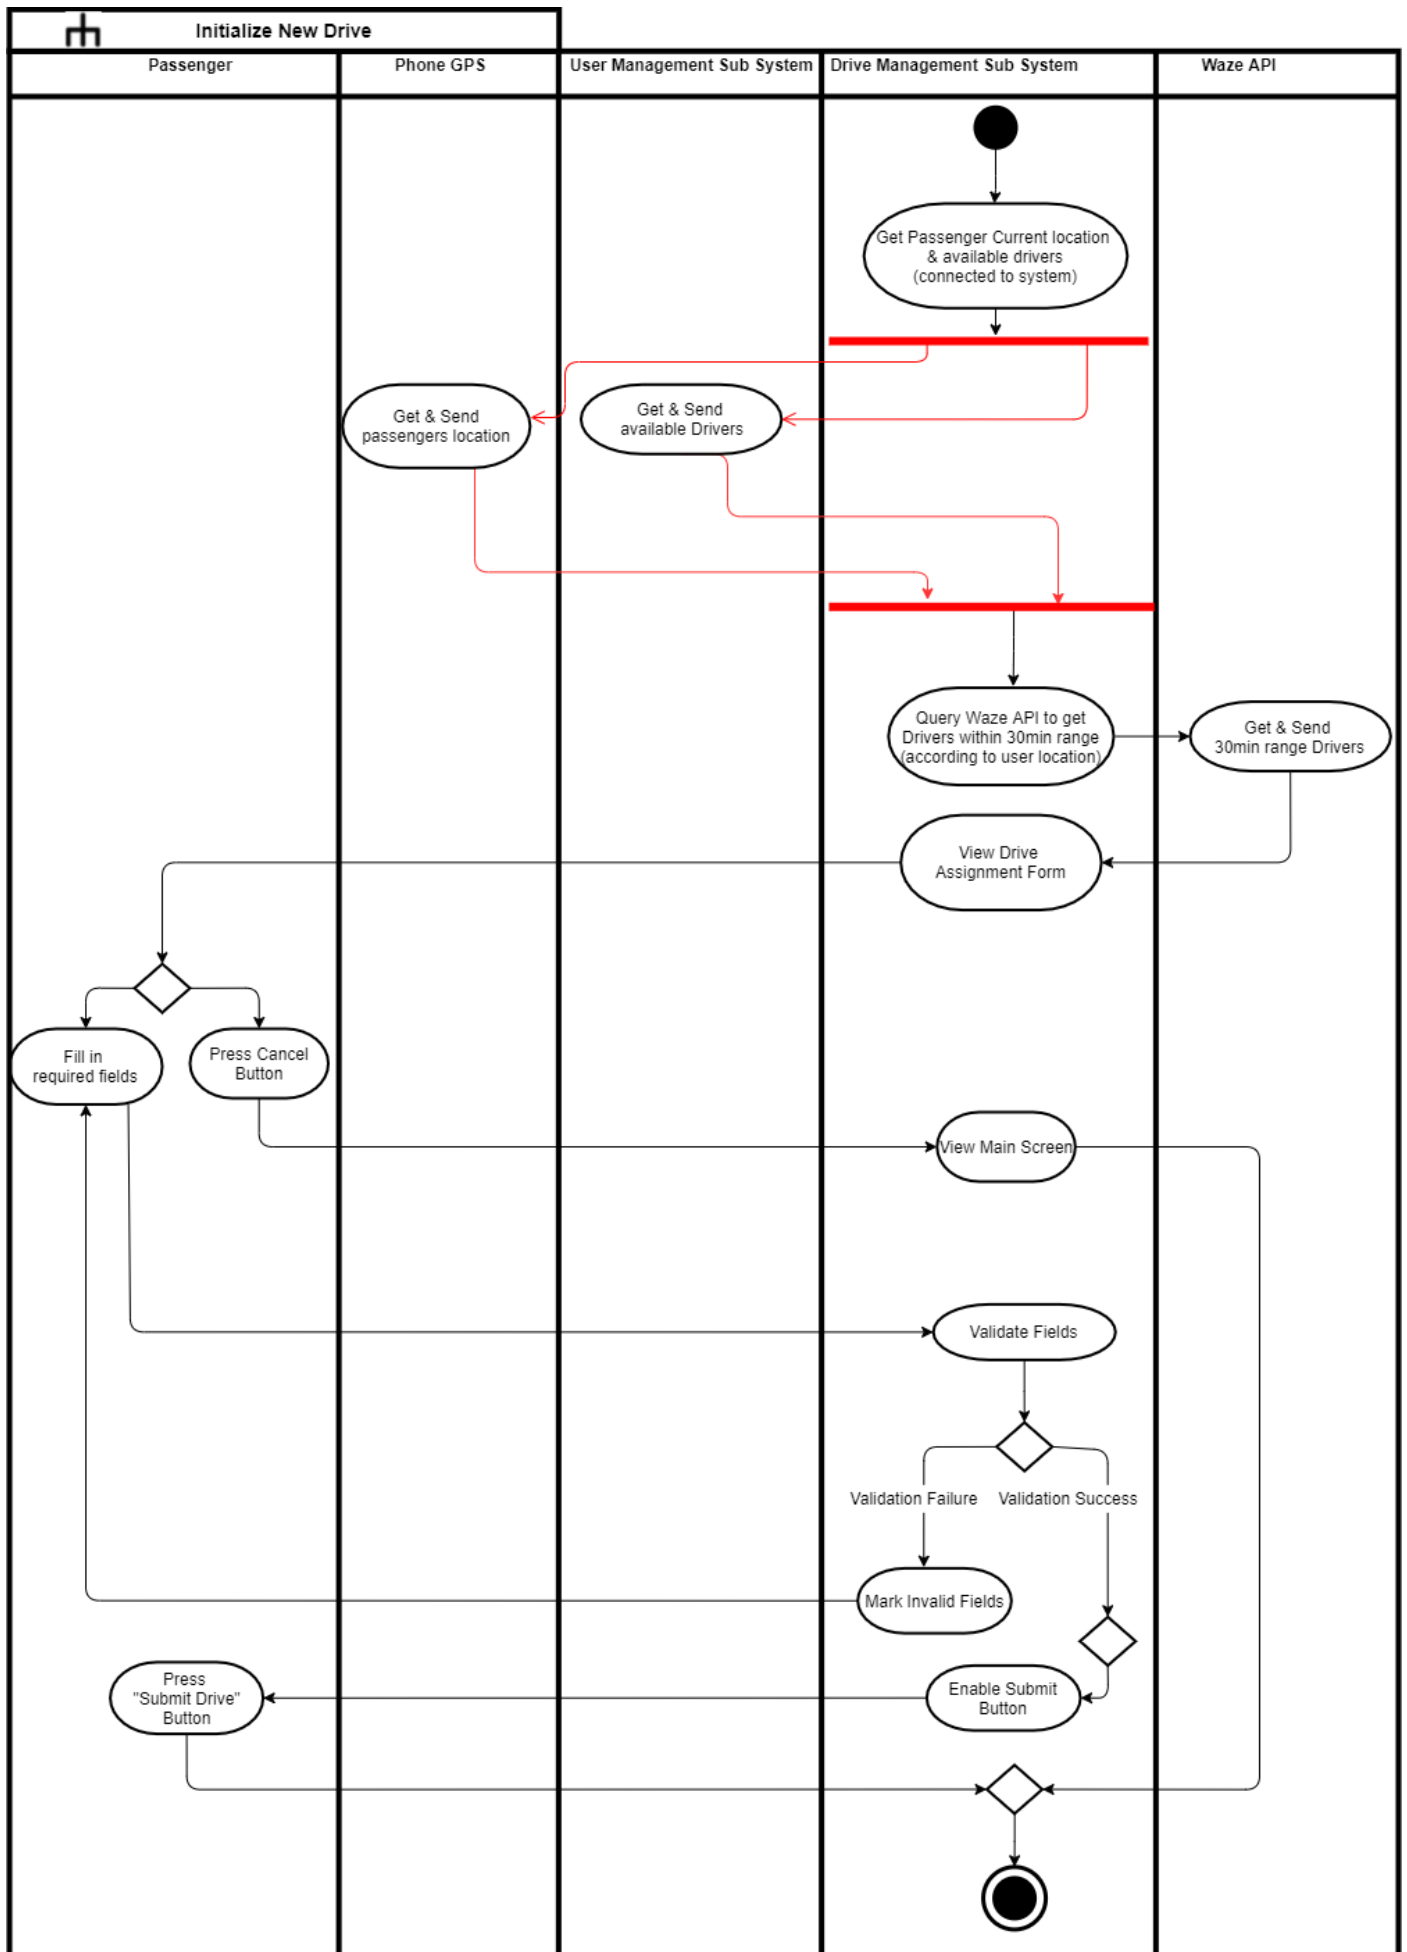 Initialize New Drive
Passenger
Phone GPS
User Management Sub System
Drive Management Sub System
Waze API
Get Passenger Current location
& available drivers
(connected to system)
Get & Send
passengers location
Get & Send
available Drivers
Query Waze API to get
Drivers within 30min range
(according to user location)
Get & Send
30min range Drivers
View Drive
Assignment Form
Fill in
required fields
Press Cancel
Button
View Main Screen
Validate Fields
Validation Failure
Validation Success
Mark Invalid Fields
Press
"Submit Drive"
Button
Enable Submit
Button